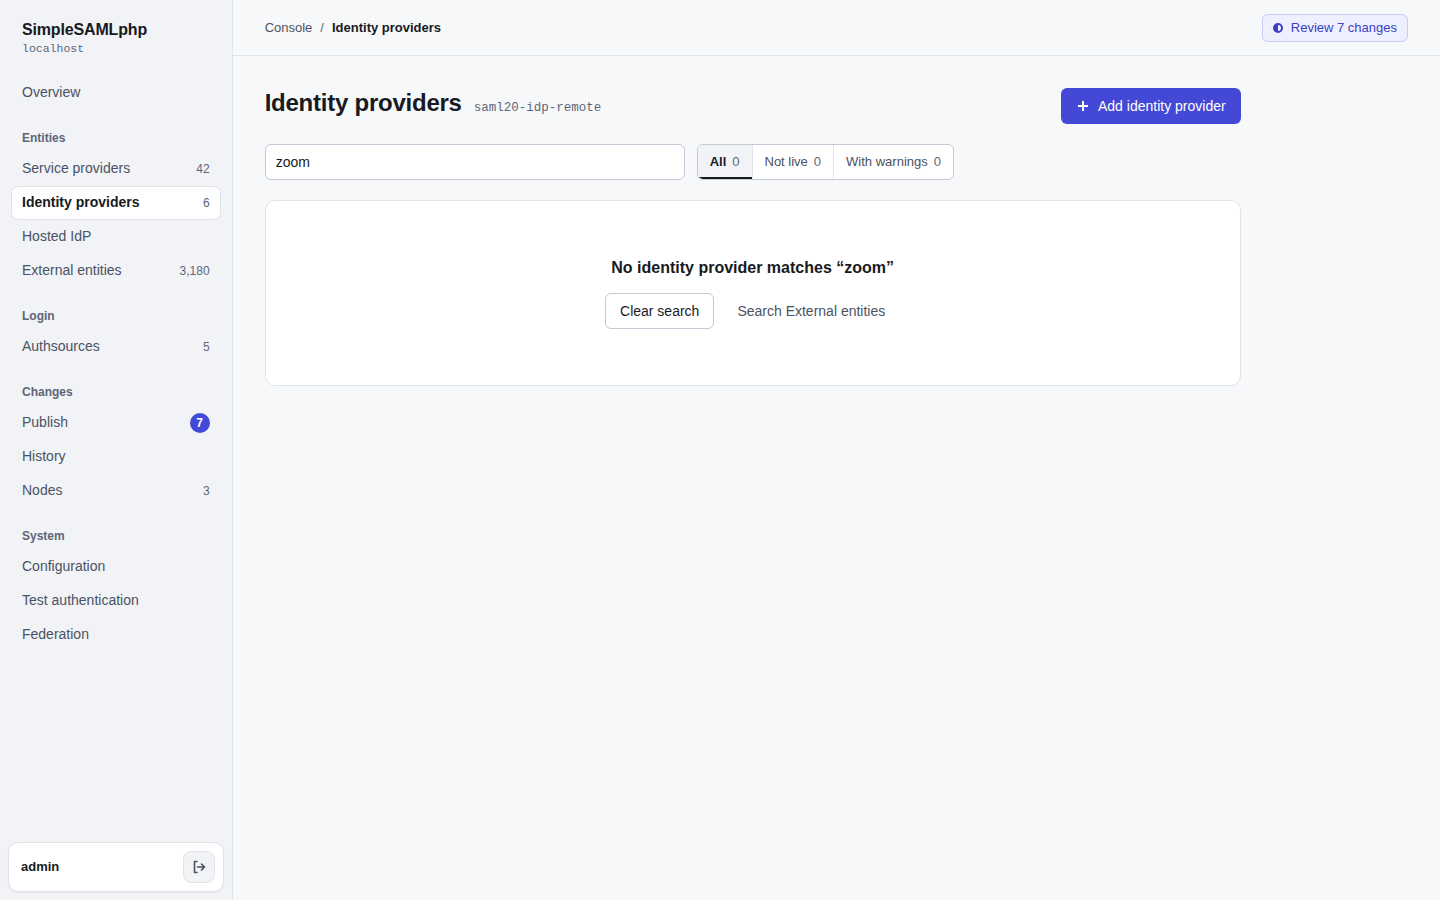 SimpleSAMLphp
localhost
Overview
Entities
Service providers 42
Identity providers 6
Hosted IdP
External entities 3,180
Login
Authsources 5
Changes
Publish 7
History
Nodes 3
System
Configuration
Test authentication
Federation
admin
Console / Identity providers
Review 7 changes
Identity providers saml20-idp-remote
Add identity provider
zoom
All 0 Not live 0 With warnings 0
No identity provider matches “zoom”
Clear search Search External entities